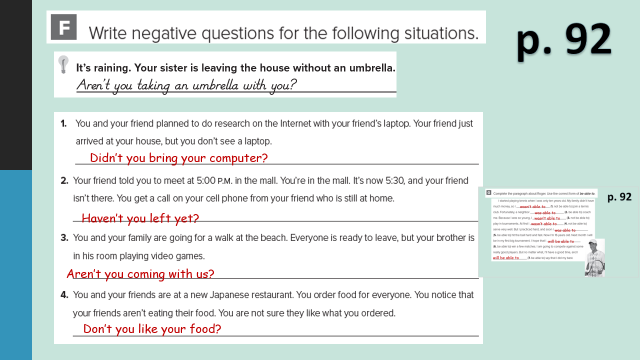 F Write negative questions for the following situations.
p. 92
It's raining. Your sister is leaving the house without an umbrella.
Aren't you taking an umbrella with you?
1. You and your friend planned to do research on the Internet with your friend's laptop. Your friend just
arrived at your house, but you don't see a laptop.
Didn't you bring your computer?
2. Your friend told you to meet at 5:00 P.M. in the mall. You're in the mall. It's now 5:30, and your friend
isn't there. You get a call on your cell phone from your friend who is still at home.
Haven't you left yet?
3. You and your family are going for a walk at the beach. Everyone is ready to leave, but your brother is
in his room playing video games.
Aren't you coming with us?
4. You and your friends are at a new Japanese restaurant. You order food for everyone. You notice that
your friends aren't eating their food. You are not sure they like what you ordered.
Don't you like your food?
p. 92